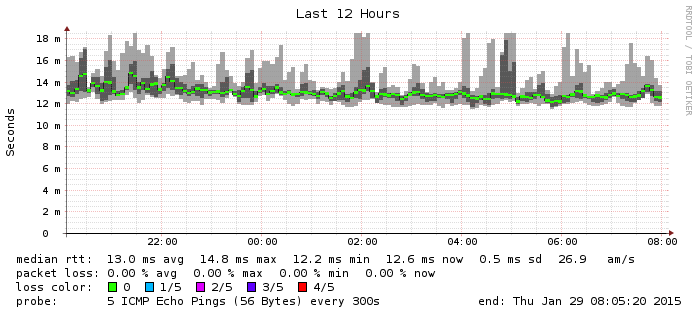 Last 12 Hours
RRDTOOL / TOBI OETIKER
Seconds
18 m
16 m
14 m
12 m
10 m
8 m
6 m
4 m
2 m
0
22:00 00:00 02:00 04:00 06:00 08:00
median rtt: 13.0 ms avg 14.8 ms max 12.2 ms min 12.6 ms now 0.5 ms sd 26.9 am/s
packet loss: 0.00 % avg 0.00 % max 0.00 % min 0.00 % now
loss color: 0 1/5 2/5 3/5 4/5
probe: 5 ICMP Echo Pings (56 Bytes) every 300s end: Thu Jan 29 08:05:20 2015